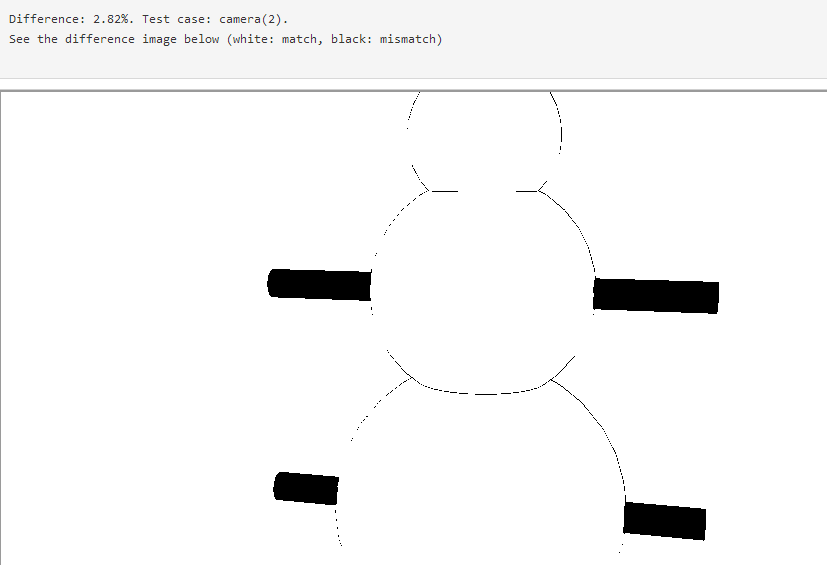 Difference: 2.82%. Test case: camera(2).
See the difference image below (white: match, black: mismatch)